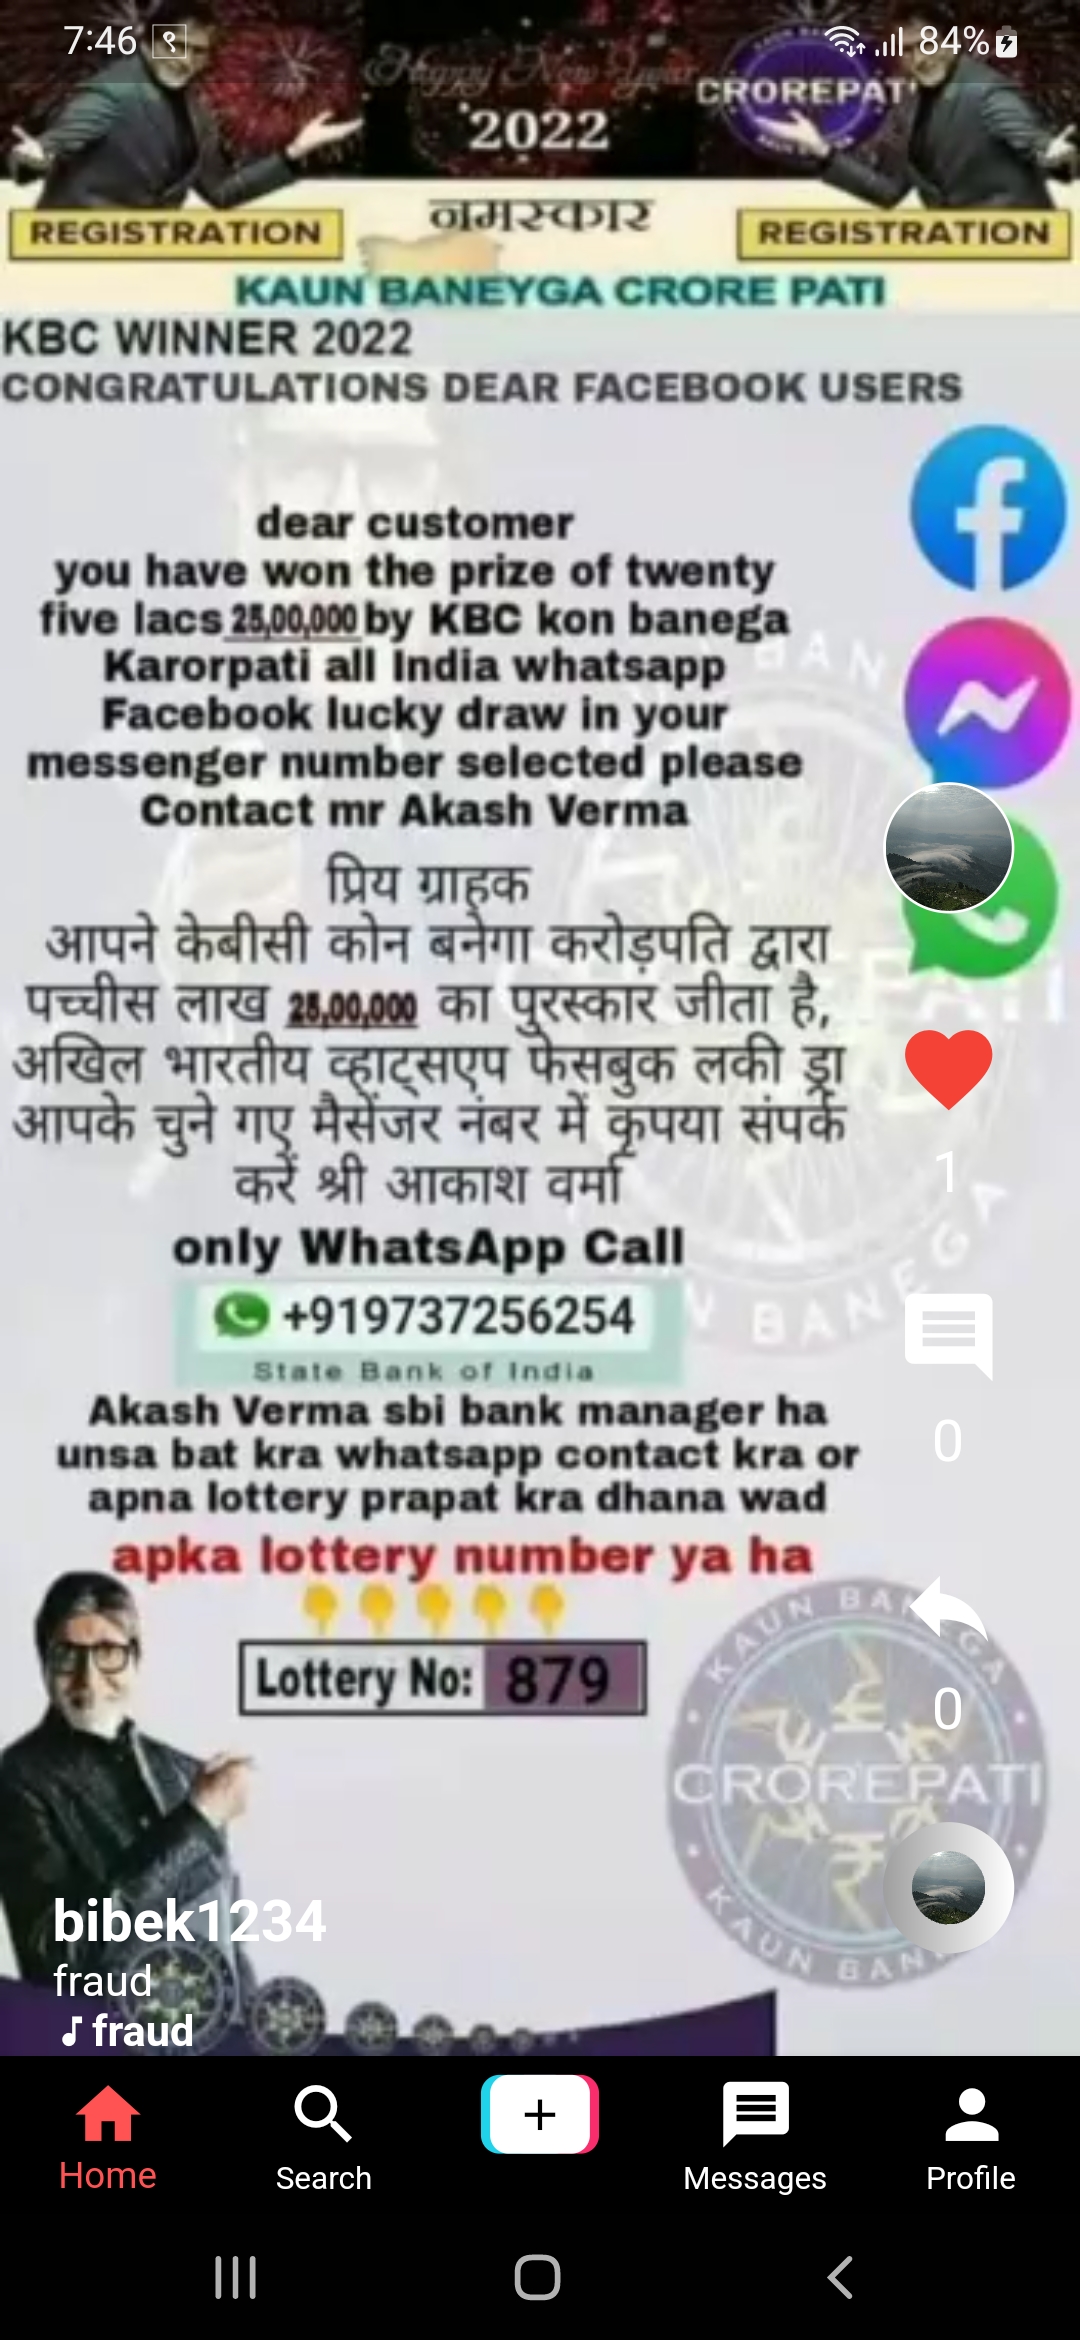 7:46
84%
Happy New Year
2022
CROREPATI
REGISTRATION
नमस्कार
REGISTRATION
KAUN BANEYGA CRORE PATI
KBC WINNER 2022
CONGRATULATIONS DEAR FACEBOOK USERS
dear customer
you have won the prize of twenty
five lacs 25,00,000 by KBC kon banega
Karorpati all India whatsapp
Facebook lucky draw in your
messenger number selected please
Contact mr Akash Verma
प्रिय ग्राहक
आपने केबीसी कोन बनेगा करोड़पति द्वारा
पच्चीस लाख 25,00,000 का पुरस्कार जीता है,
अखिल भारतीय व्हाट्सएप फेसबुक लकी ड्रा
आपके चुने गए मैसेंजर नंबर में कृपया संपर्क
करें श्री आकाश वर्मा
1
only WhatsApp Call
+919737256254
State Bank of India
Akash Verma sbi bank manager ha
unsa bat kra whatsapp contact kra or
apna lottery prapat kra dhana wad
0
apka lottery number ya ha
Lottery No: 879
0
KAUN BANEGA
CROREPATI
KAUN BANEGA
bibek1234
fraud
fraud
Home
Search
Messages
Profile